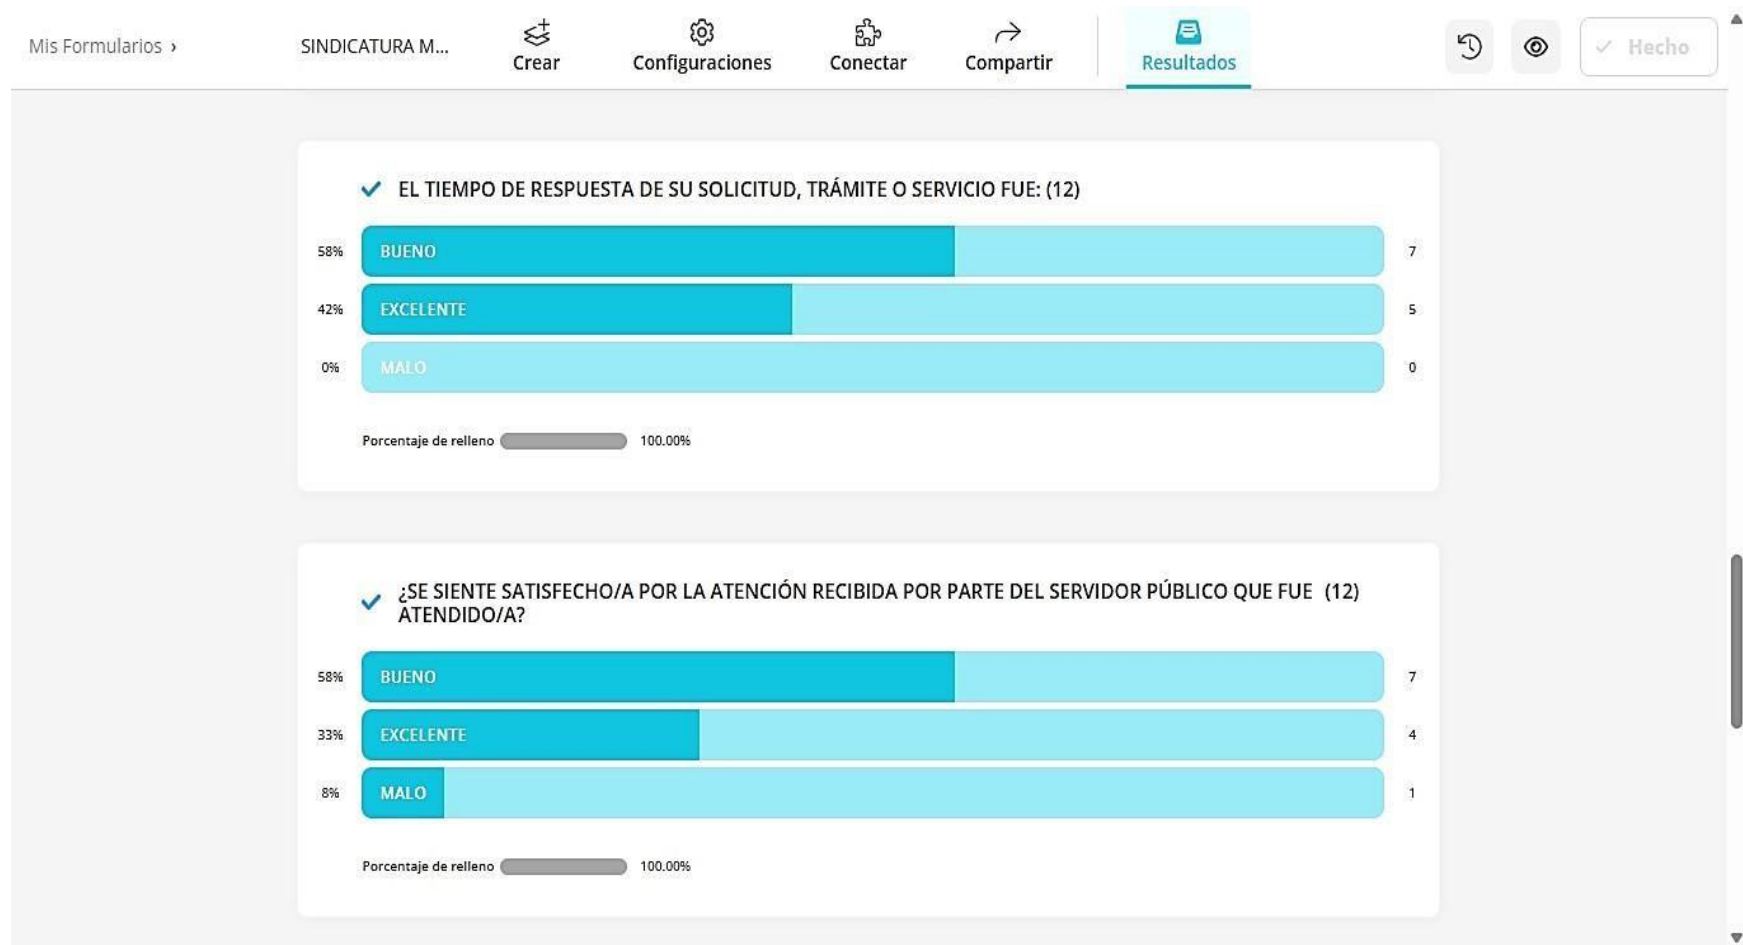 Mis Formularios ›
SINDICATURA M...
Crear
Configuraciones
Conectar
Compartir
Resultados
Hecho
EL TIEMPO DE RESPUESTA DE SU SOLICITUD, TRÁMITE O SERVICIO FUE: (12)
58% BUENO 7
42% EXCELENTE 5
0% MALO 0
Porcentaje de relleno 100.00%
¿SE SIENTE SATISFECHO/A POR LA ATENCIÓN RECIBIDA POR PARTE DEL SERVIDOR PÚBLICO QUE FUE (12)
ATENDIDO/A?
58% BUENO 7
33% EXCELENTE 4
8% MALO 1
Porcentaje de relleno 100.00%